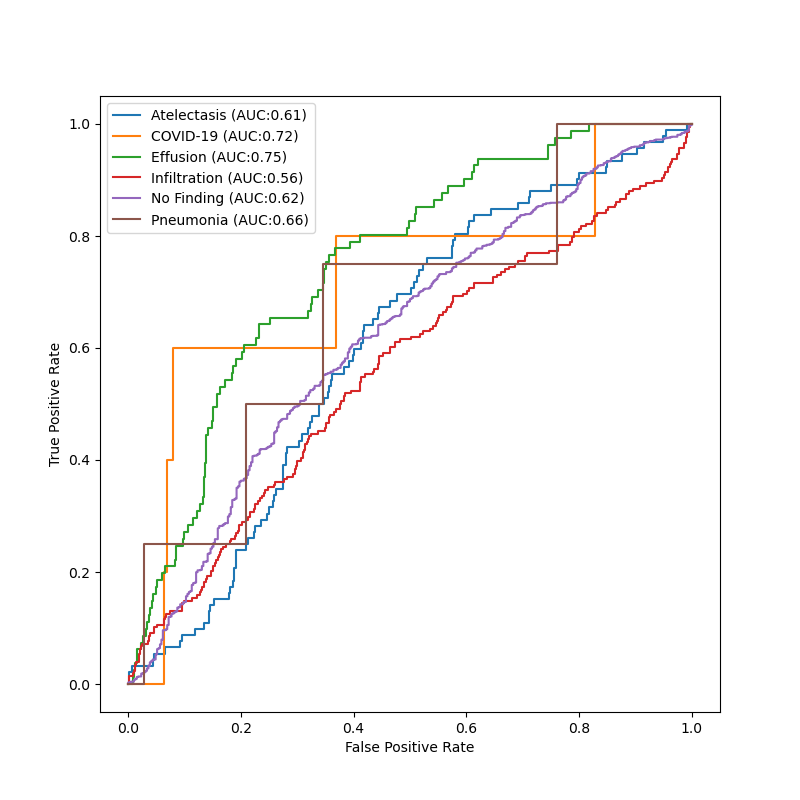 Atelectasis (AUC:0.61)
COVID-19 (AUC:0.72)
Effusion (AUC:0.75)
Infiltration (AUC:0.56)
No Finding (AUC:0.62)
Pneumonia (AUC:0.66)
1.0
0.8
0.6
0.4
0.2
0.0
True Positive Rate
0.0 0.2 0.4 0.6 0.8 1.0
False Positive Rate